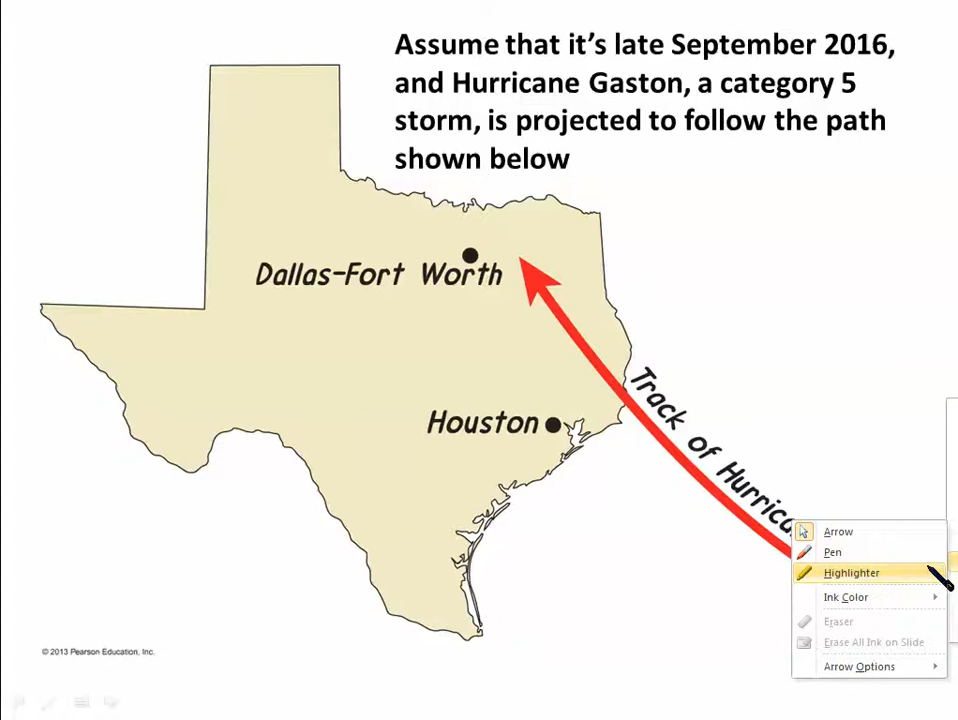 Assume that it's late September 2016,
and Hurricane Gaston, a category 5
storm, is projected to follow the path
shown below
Dallas-Fort Worth
Houston
Track of
Arrow
Pen
Highlighter
Ink Color
Eraser
Erase All Ink on Slide
Arrow Options
© 2013 Pearson Education, Inc.